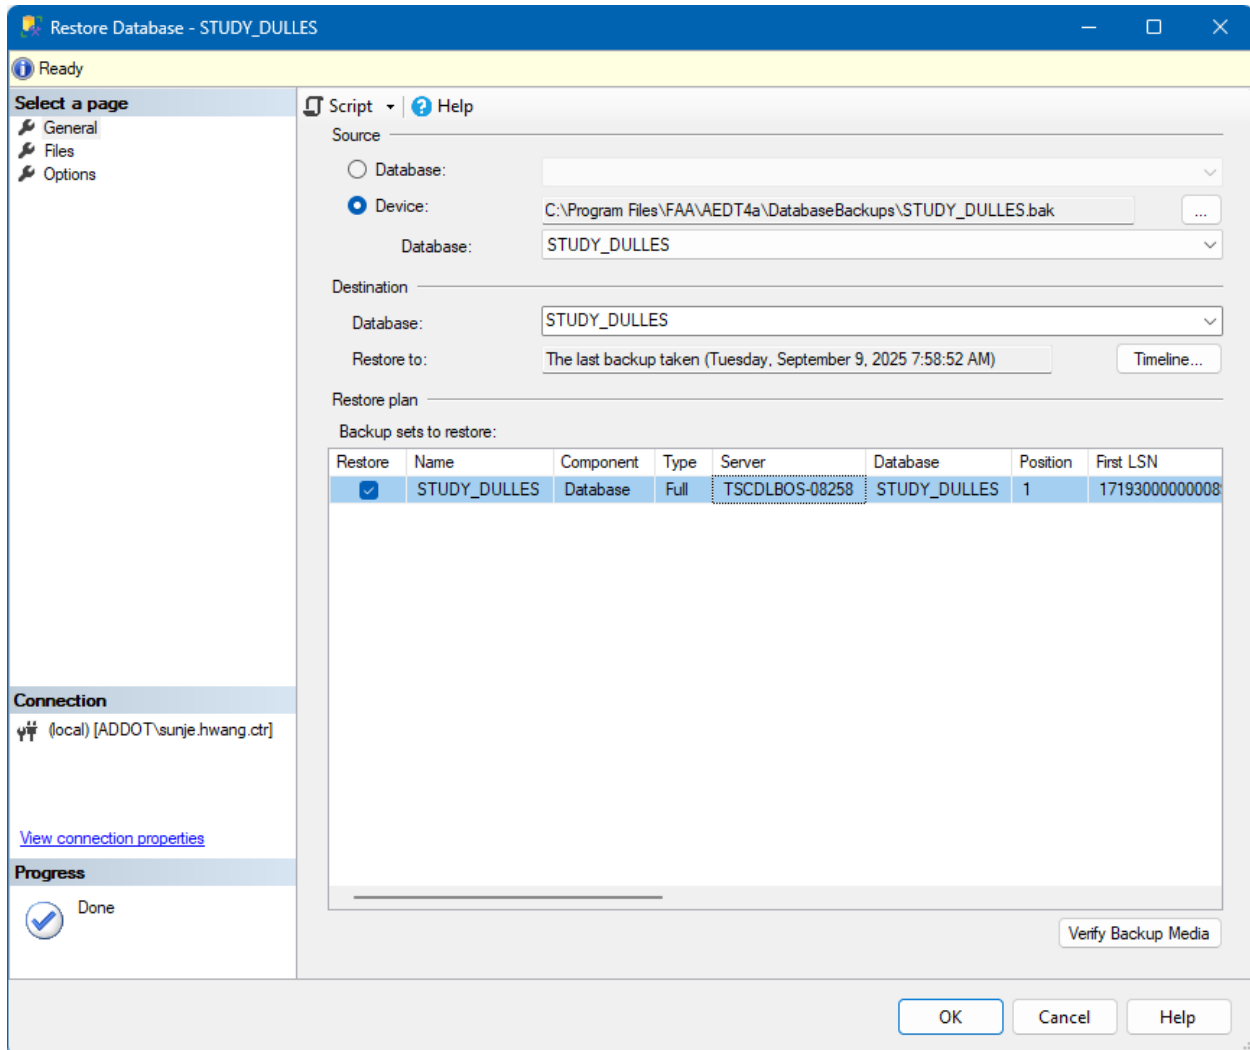 Restore Database - STUDY_DULLES
Ready
Select a page
General
Files
Options
Connection
(local) [ADDOT\sunje.hwang.ctr]
View connection properties
Progress
Done
Script Help
Source
Database:
Device: C:\Program Files\FAA\AEDT4a\DatabaseBackups\STUDY_DULLES.bak ...
Database: STUDY_DULLES
Destination
Database: STUDY_DULLES
Restore to: The last backup taken (Tuesday, September 9, 2025 7:58:52 AM) Timeline...
Restore plan
Backup sets to restore:
Restore Name Component Type Server Database Position First LSN
STUDY_DULLES Database Full TSCDLBOS-08258 STUDY_DULLES 1
Verify Backup Media
OK Cancel Help